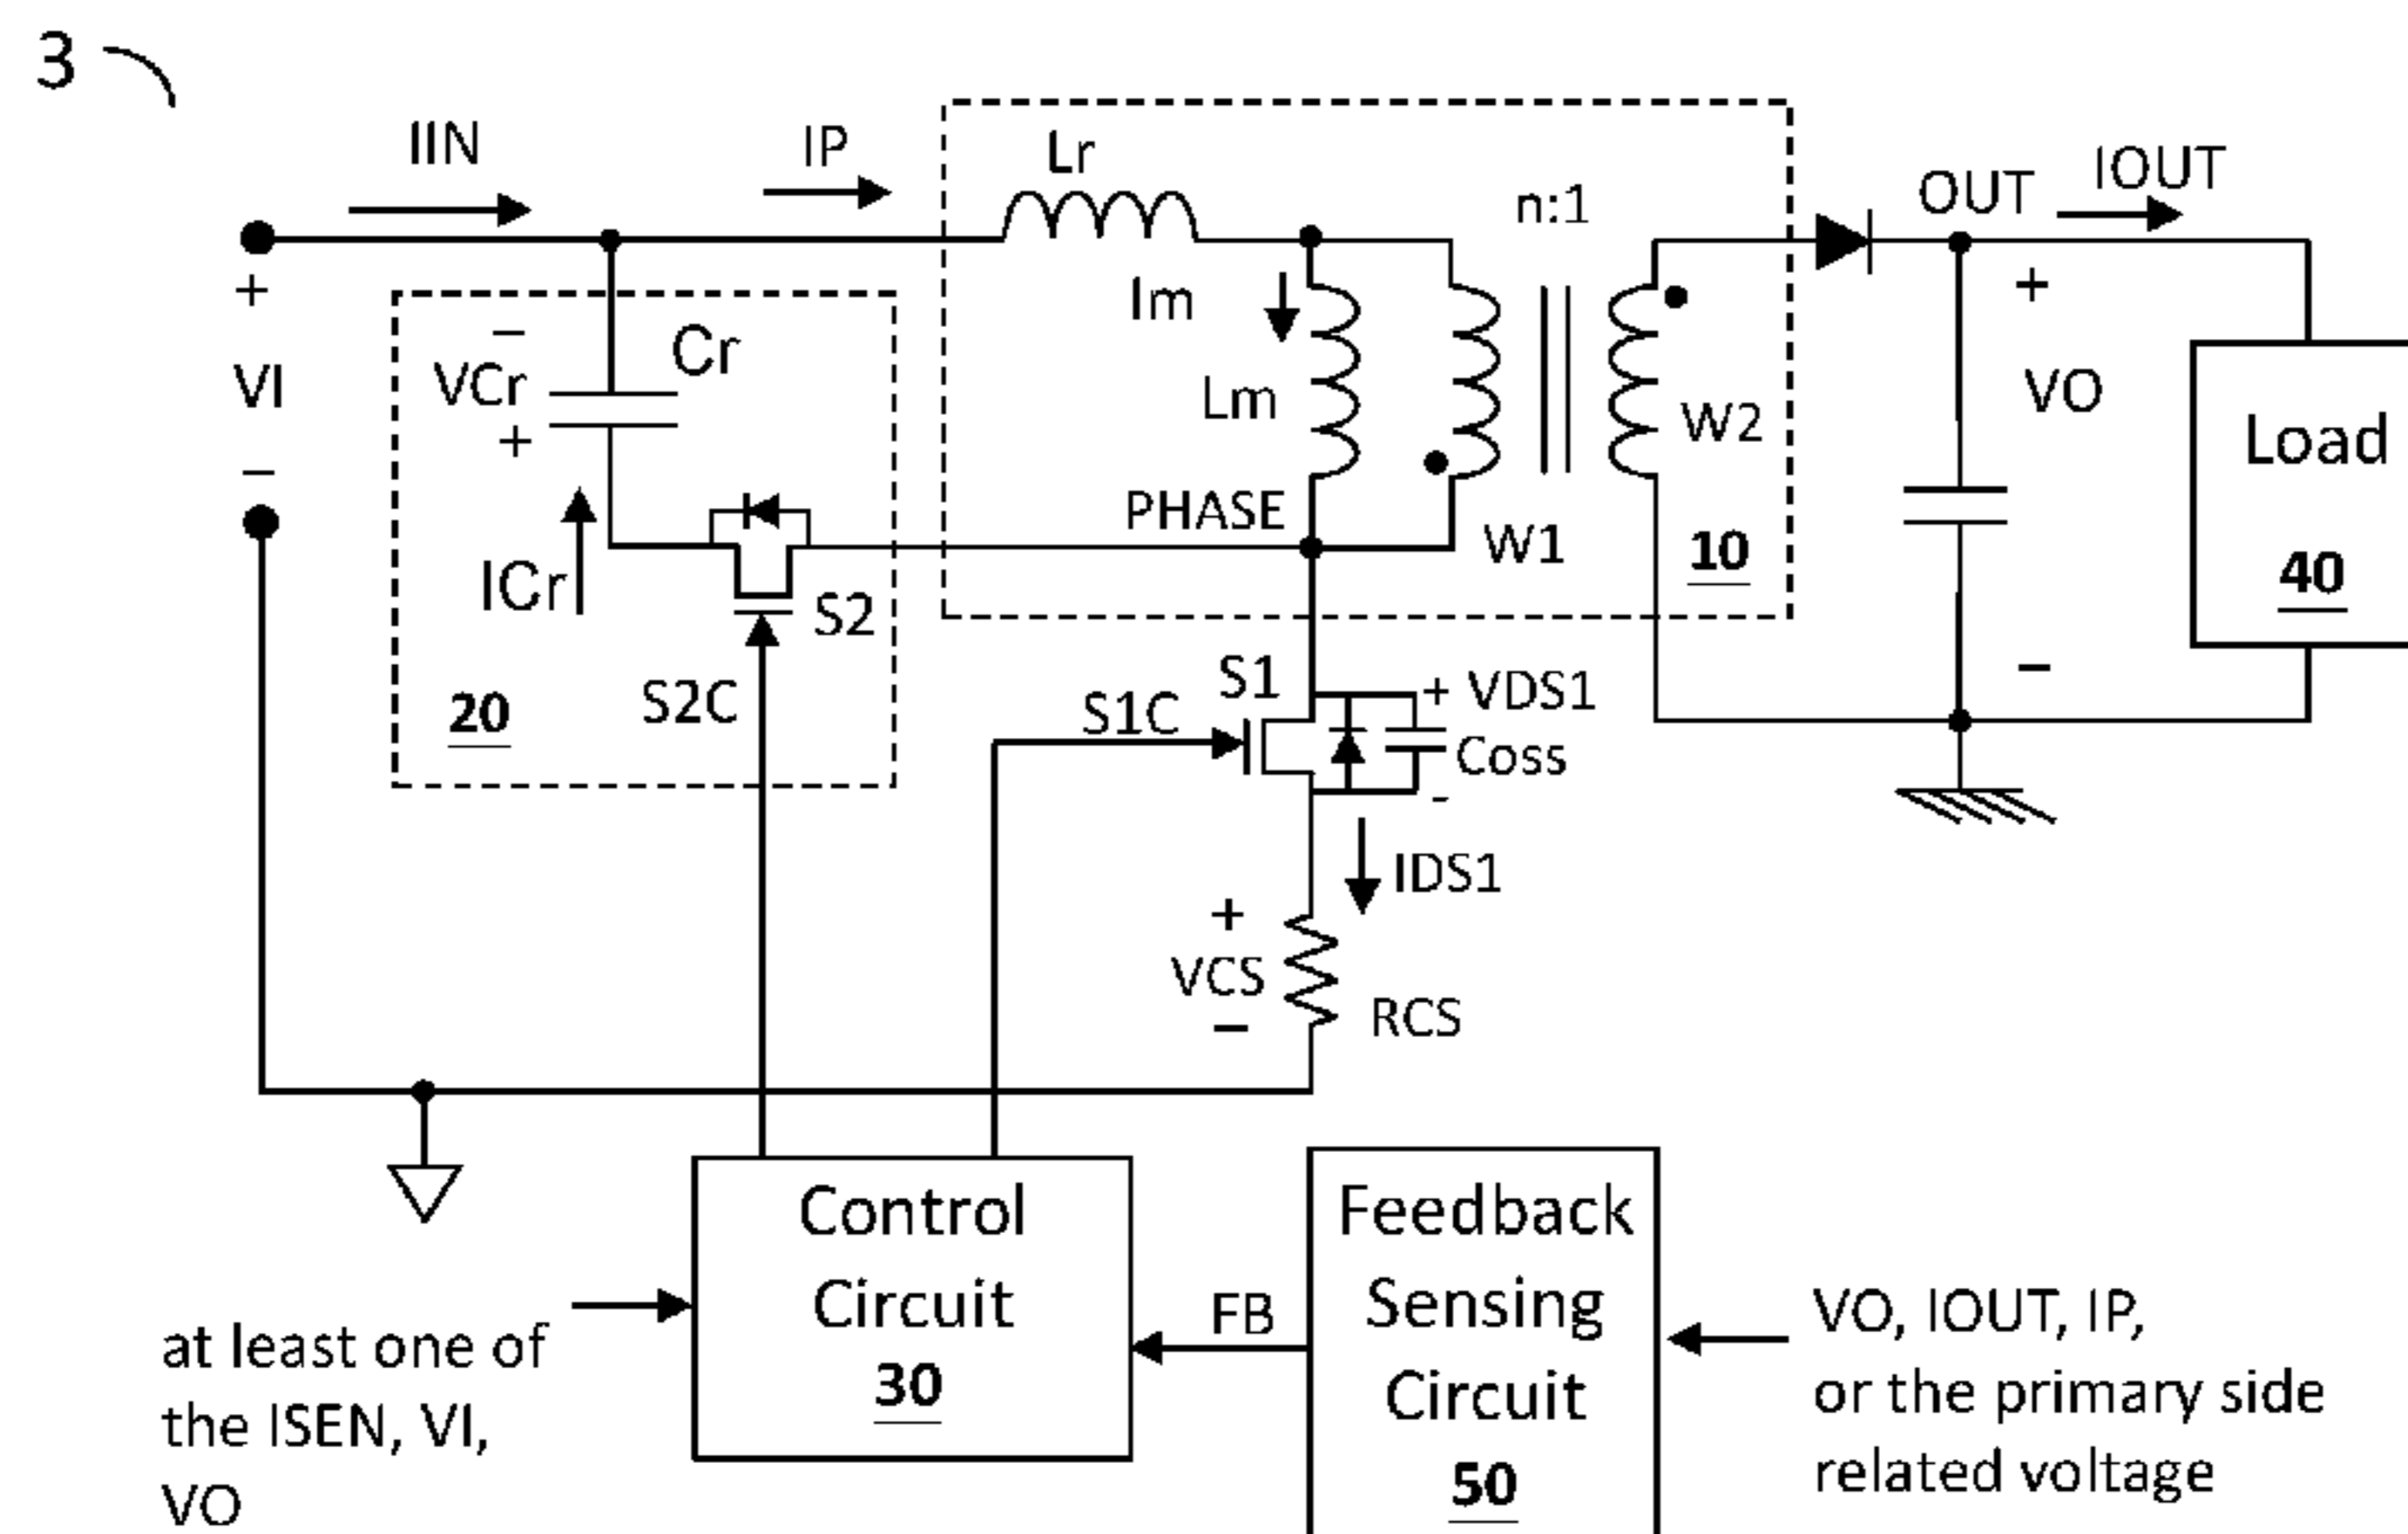 3
IIN
IP
Lr
n:1
OUT
IOUT
+
VI
−
−
VCr
+
Cr
Im
Lm
W2
+
VO
−
Load
40
PHASE
W1
10
ICr
S2
20
S2C
S1
S1C
+
VDS1
Coss
-
IDS1
+
VCS
−
RCS
Control
Circuit
30
FB
Feedback
Sensing
Circuit
50
at least one of
the ISEN, VI,
VO
VO, IOUT, IP,
or the primary side
related voltage